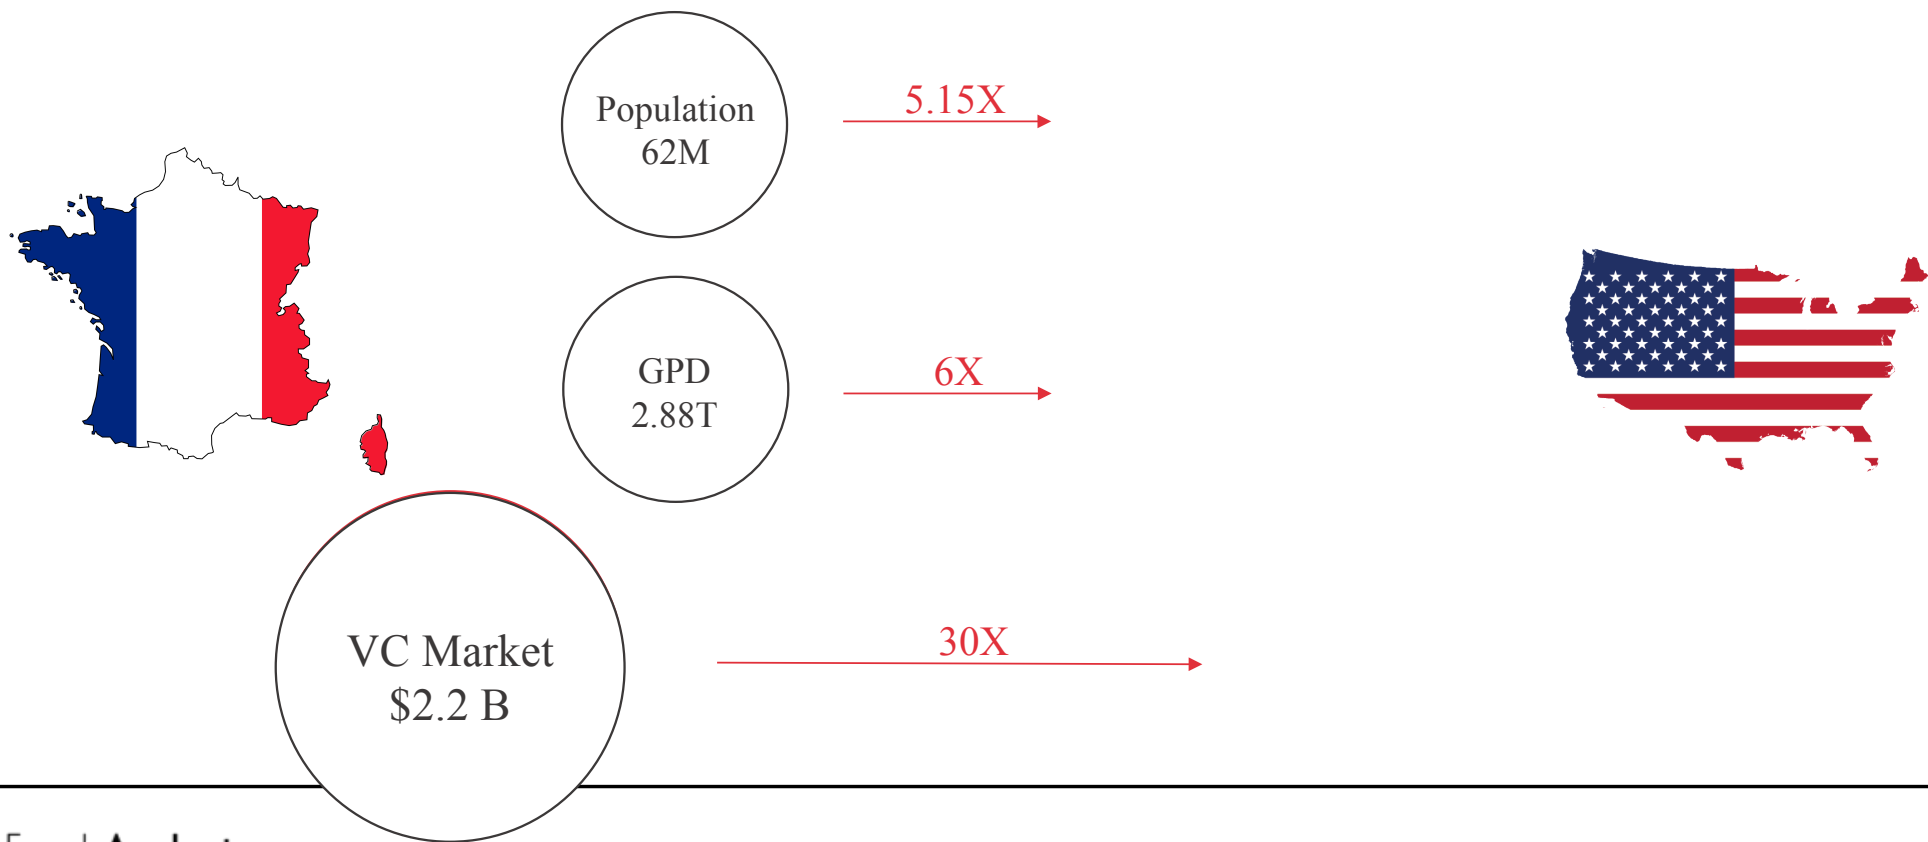 Population
62M
5.15X
GPD
2.88T
6X
VC Market
$2.2 B
30X